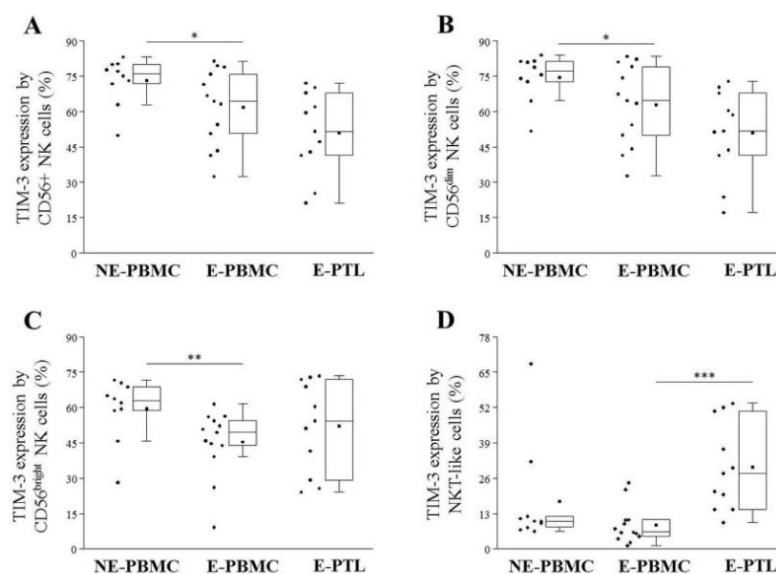 A
TIM-3 expression by
CD56+ NK cells (%)
90
75
60
45
30
15
0
*
NE-PBMC E-PBMC E-PTL
B
TIM-3 expression by
CD56dim NK cells (%)
90
75
60
45
30
15
0
*
NE-PBMC E-PBMC E-PTL
C
TIM-3 expression by
CD56bright NK cells (%)
90
75
60
45
30
15
0
**
NE-PBMC E-PBMC E-PTL
D
TIM-3 expression by
NKT-like cells (%)
78
65
52
39
26
13
0
***
NE-PBMC E-PBMC E-PTL